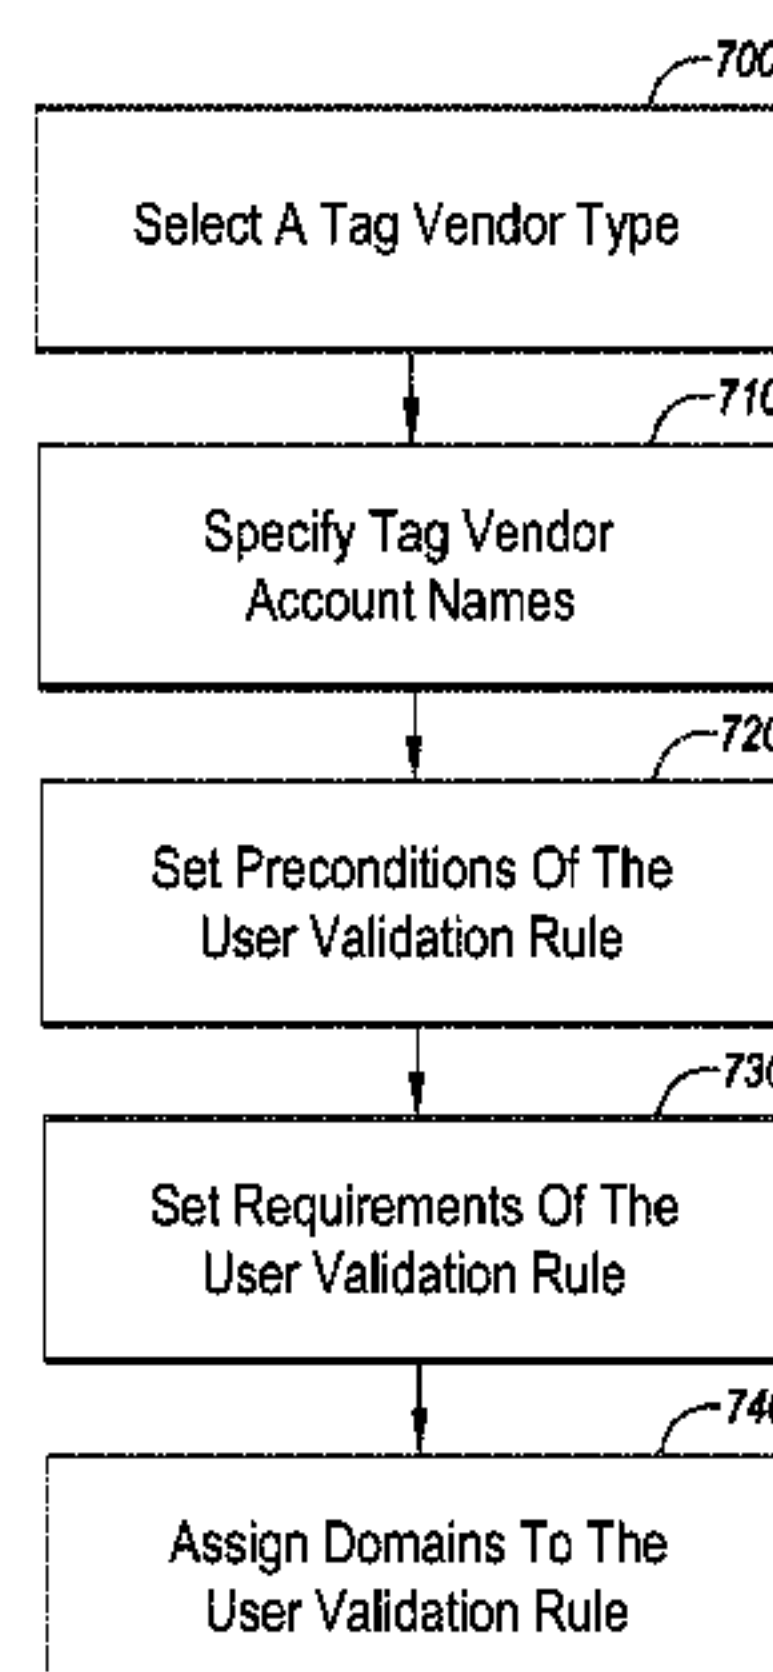 700
Select A Tag Vendor Type
710
Specify Tag Vendor
Account Names
720
Set Preconditions Of The
User Validation Rule
730
Set Requirements Of The
User Validation Rule
740
Assign Domains To The
User Validation Rule